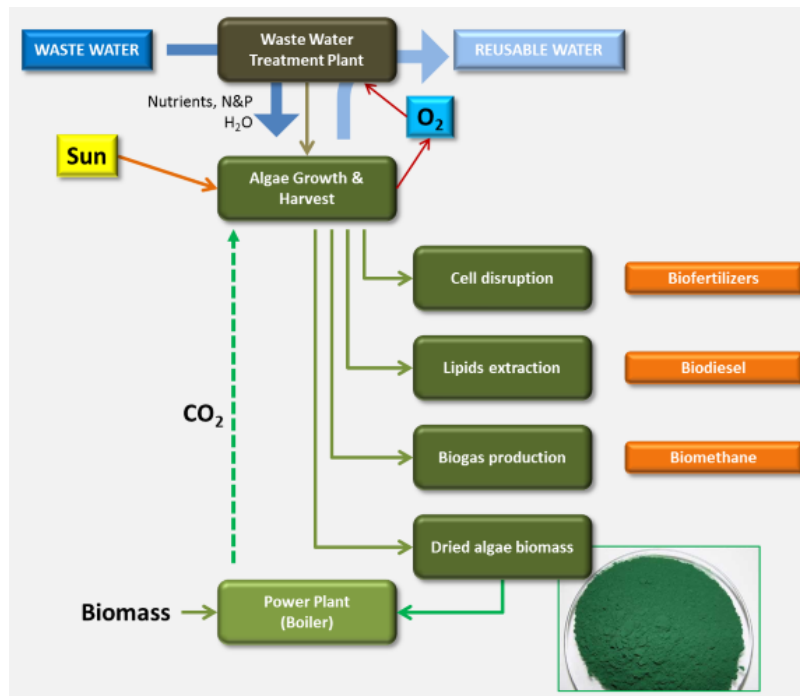 WASTE WATER
Waste Water
Treatment Plant
REUSABLE WATER
Nutrients, N&P
H₂O
O₂
Sun
Algae Growth &
Harvest
Cell disruption
Biofertilizers
Lipids extraction
Biodiesel
CO₂
Biogas production
Biomethane
Dried algae biomass
Biomass
Power Plant
(Boiler)